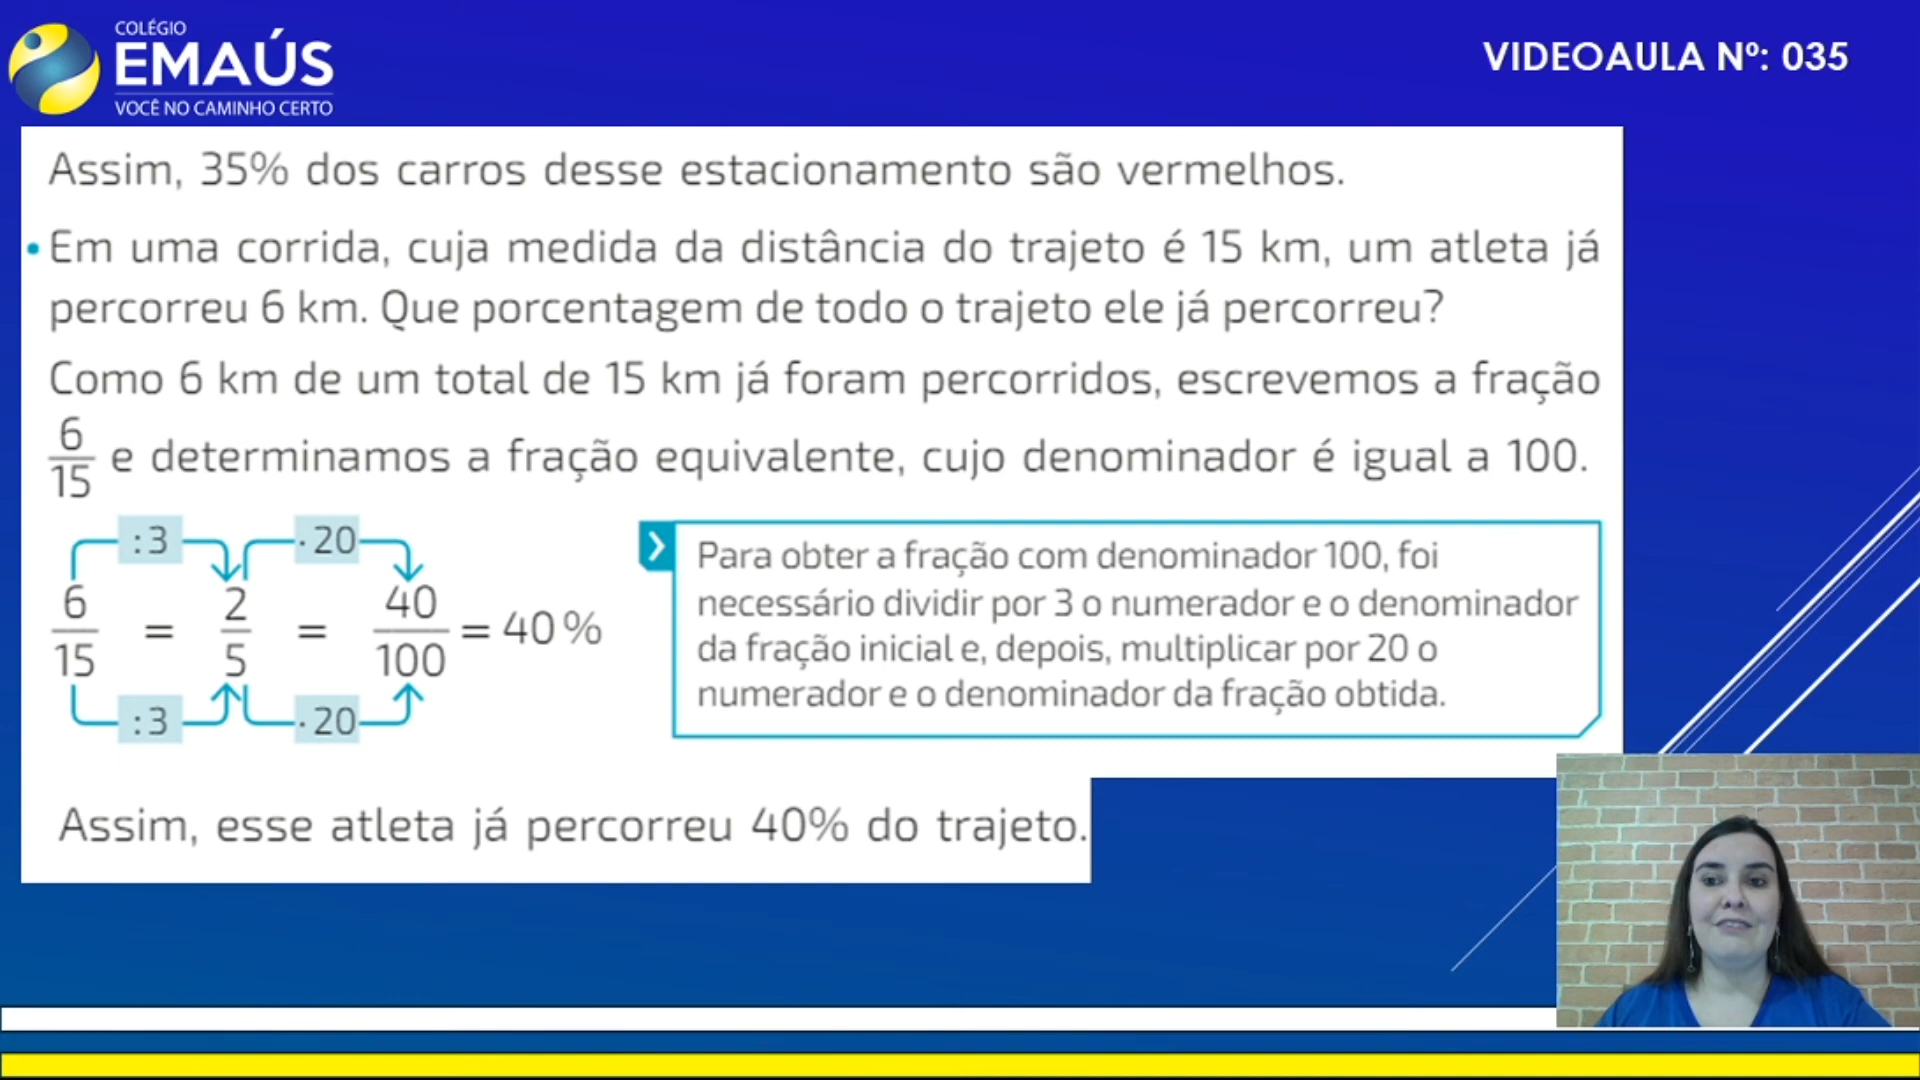 COLÉGIO
EMAÚS
VOCÊ NO CAMINHO CERTO
VIDEOAULA Nº: 035
Assim, 35% dos carros desse estacionamento são vermelhos.
• Em uma corrida, cuja medida da distância do trajeto é 15 km, um atleta já
percorreu 6 km. Que porcentagem de todo o trajeto ele já percorreu?
Como 6 km de um total de 15 km já foram percorridos, escrevemos a fração
6/15 e determinamos a fração equivalente, cujo denominador é igual a 100.
:3 · 20
6/15 = 2/5 = 40/100 = 40 %
:3 · 20
Para obter a fração com denominador 100, foi
necessário dividir por 3 o numerador e o denominador
da fração inicial e, depois, multiplicar por 20 o
numerador e o denominador da fração obtida.
Assim, esse atleta já percorreu 40% do trajeto.